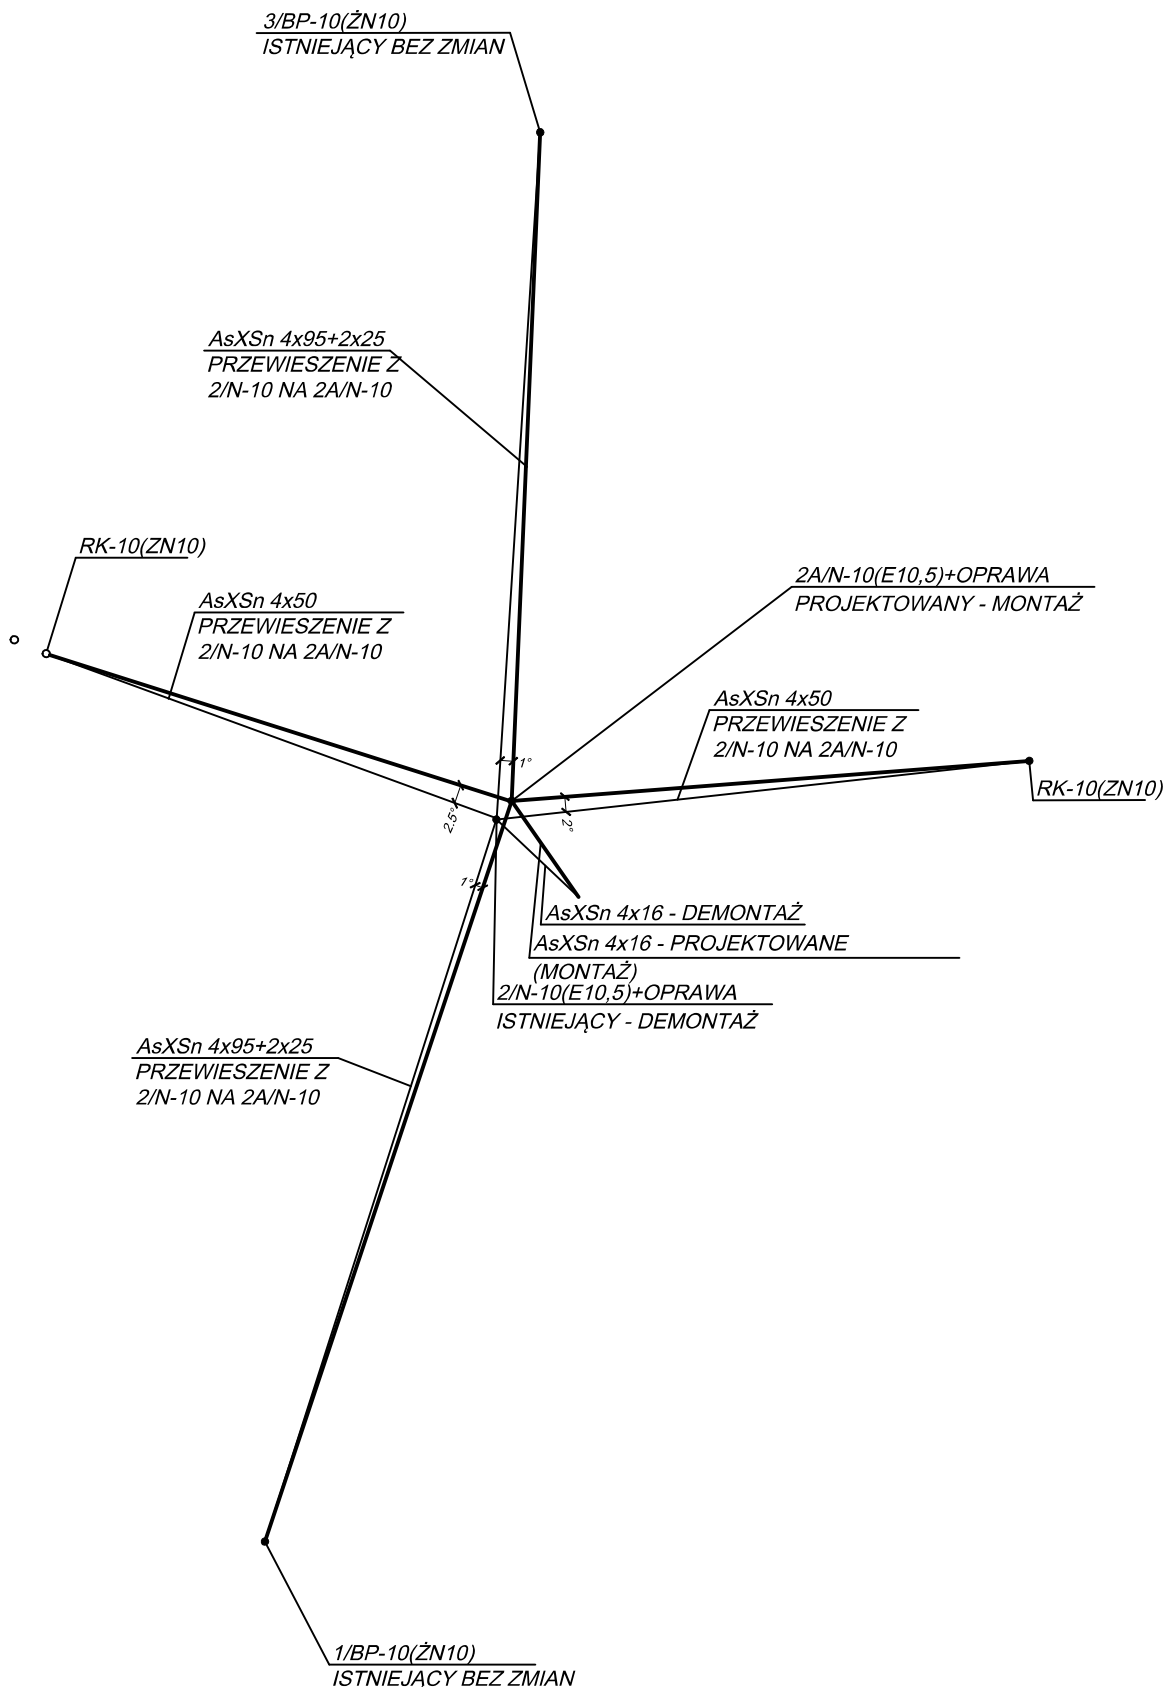 3/BP-10(ŻN10)
ISTNIEJĄCY BEZ ZMIAN
AsXSn 4x95+2x25
PRZEWIESZENIE Z
2/N-10 NA 2A/N-10
RK-10(ZN10)
AsXSn 4x50
PRZEWIESZENIE Z
2/N-10 NA 2A/N-10
2A/N-10(E10,5)+OPRAWA
PROJEKTOWANY - MONTAŻ
AsXSn 4x50
PRZEWIESZENIE Z
2/N-10 NA 2A/N-10
RK-10(ZN10)
1°
2.5°
2°
1°
AsXSn 4x16 - DEMONTAŻ
AsXSn 4x16 - PROJEKTOWANE
(MONTAŻ)
2/N-10(E10,5)+OPRAWA
ISTNIEJĄCY - DEMONTAŻ
AsXSn 4x95+2x25
PRZEWIESZENIE Z
2/N-10 NA 2A/N-10
1/BP-10(ŻN10)
ISTNIEJĄCY BEZ ZMIAN